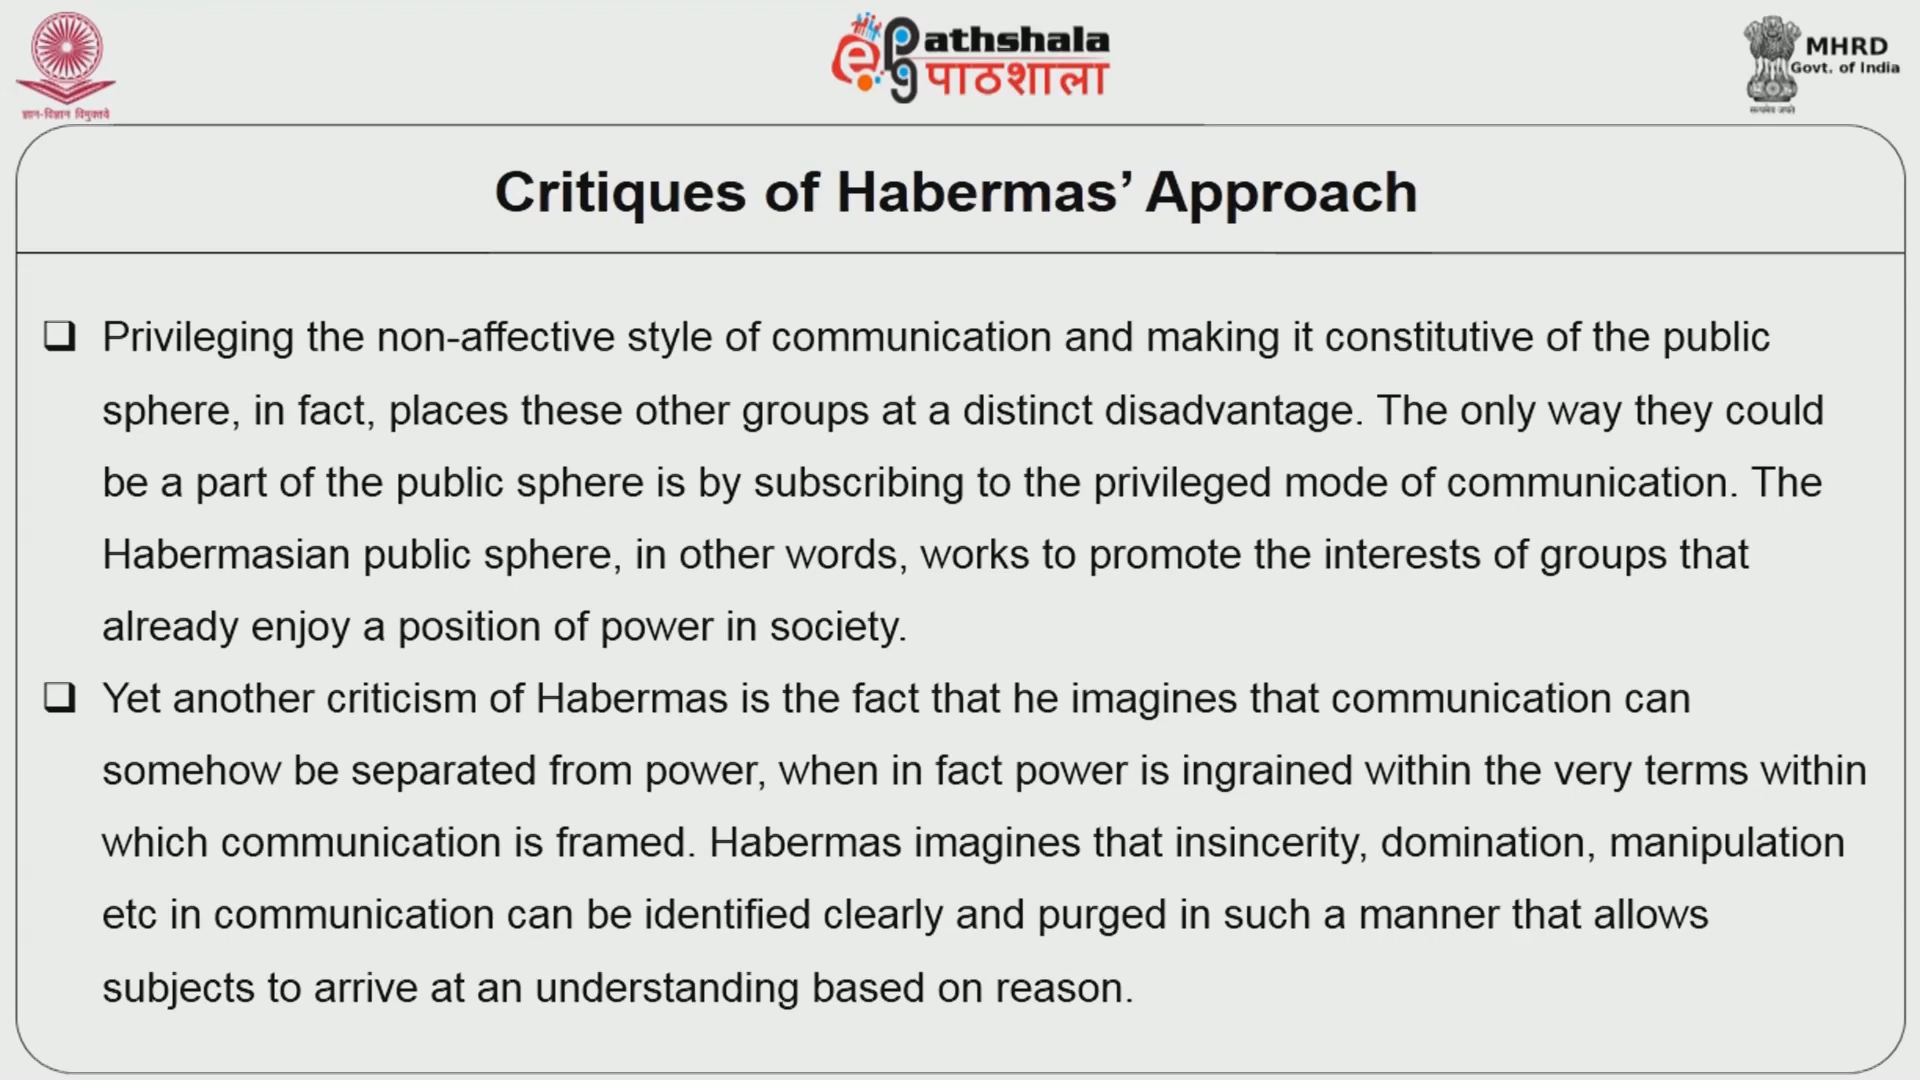 ज्ञान-विज्ञान विमुक्तये
e pg Pathshala
पाठशाला
MHRD
Govt. of India
सत्यमेव जयते
Critiques of Habermas’ Approach
❑ Privileging the non-affective style of communication and making it constitutive of the public
sphere, in fact, places these other groups at a distinct disadvantage. The only way they could
be a part of the public sphere is by subscribing to the privileged mode of communication. The
Habermasian public sphere, in other words, works to promote the interests of groups that
already enjoy a position of power in society.
❑ Yet another criticism of Habermas is the fact that he imagines that communication can
somehow be separated from power, when in fact power is ingrained within the very terms within
which communication is framed. Habermas imagines that insincerity, domination, manipulation
etc in communication can be identified clearly and purged in such a manner that allows
subjects to arrive at an understanding based on reason.